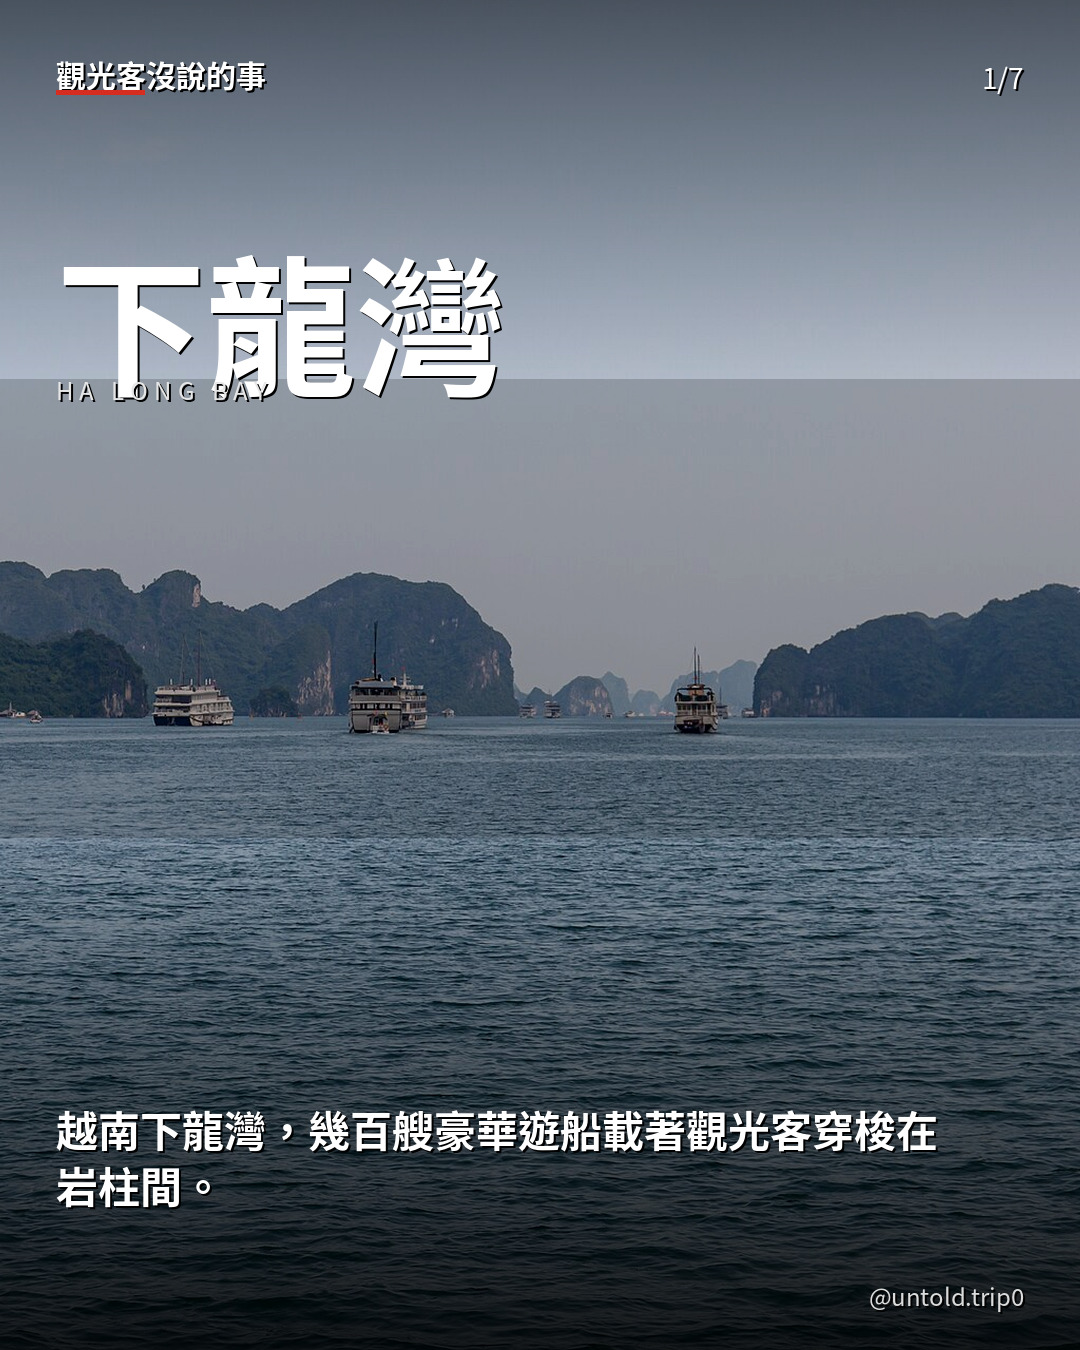 觀光客沒說的事
1/7
下龍灣
HA LONG BAY
越南下龍灣，幾百艘豪華遊船載著觀光客穿梭在
岩柱間。
@untold.trip0